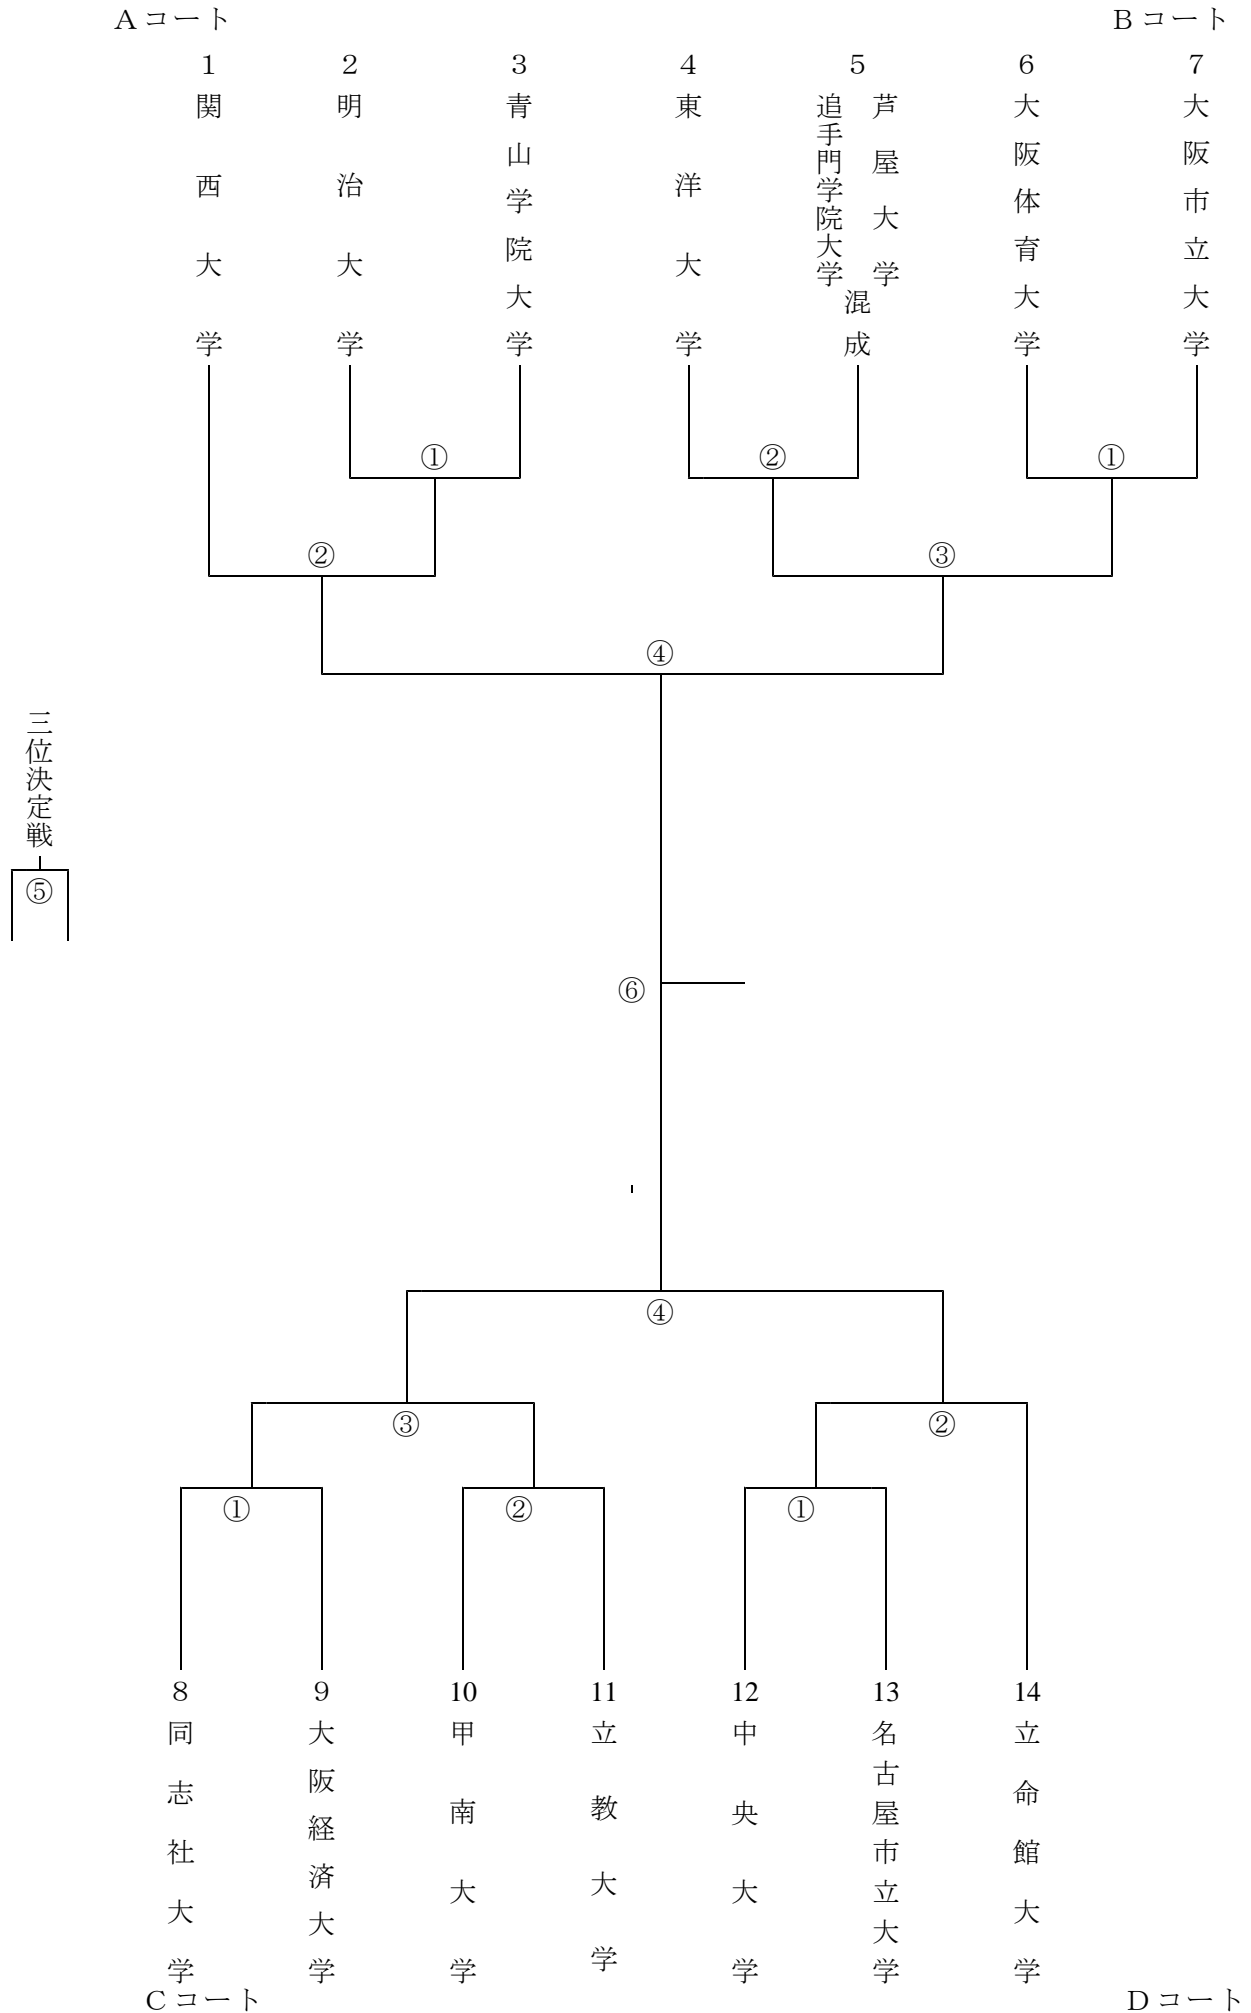 Aコート
Bコート
１
２
３
４
５
６
７
関西大学
明治大学
青山学院大学
東洋大学
芦屋大学
追手門学院大学
混成
大阪体育大学
大阪市立大学
①
②
①
②
③
④
三位決定戦
⑤
⑥
④
③
②
①
②
①
８
９
10
11
12
13
14
同志社大学
大阪経済大学
甲南大学
立教大学
中央大学
名古屋市立大学
立命館大学
Cコート
Dコート